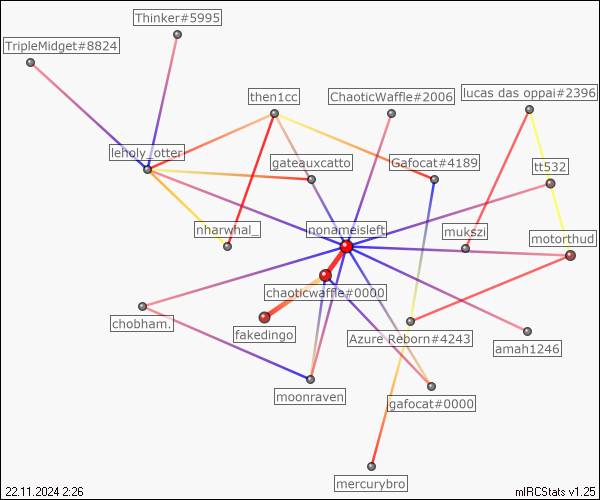 Thinker#5995
TripleMidget#8824
lucas das oppai#2396
then1cc
ChaoticWaffle#2006
leholy_otter
gateauxcatto
Gafocat#4189
tt532
nharwhal_
nonameisleft
mukszi
motorthud
chaoticwaffle#0000
chobham.
fakedingo
Azure Reborn#4243
amah1246
moonraven
gafocat#0000
mercurybro
22.11.2024 2:26
mIRCStats v1.25